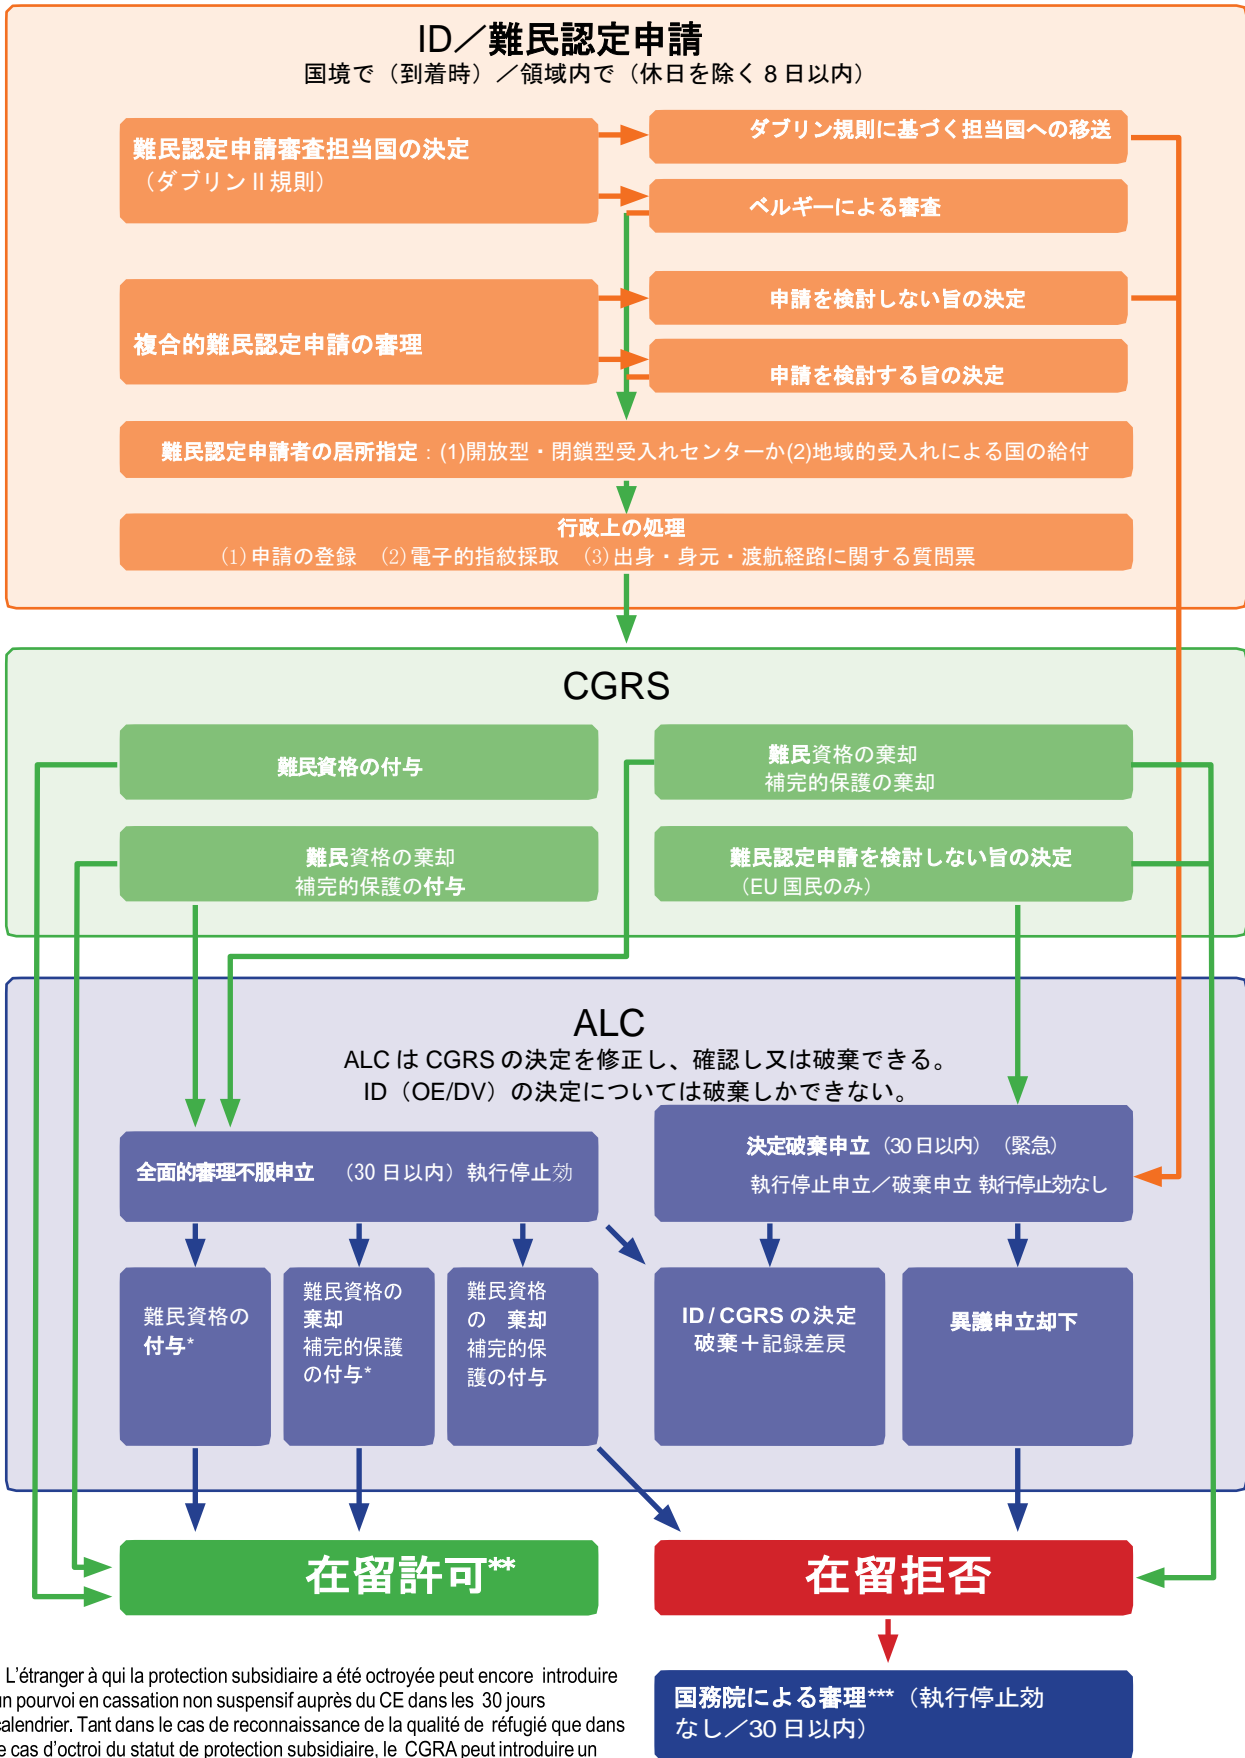 ID／難民認定申請
国境で（到着時）／領域内で（休日を除く 8 日以内）
難民認定申請審査担当国の決定
（ダブリン II 規則）
ダブリン規則に基づく担当国への移送
ベルギーによる審査
複合的難民認定申請の審理
申請を検討しない旨の決定
申請を検討する旨の決定
難民認定申請者の居所指定：(1)開放型・閉鎖型受入れセンターか(2)地域的受入れによる国の給付
行政上の処理
(1) 申請の登録　(2) 電子的指紋採取　(3) 出身・身元・渡航経路に関する質問票
CGRS
難民資格の付与
難民資格の棄却
補完的保護の棄却
難民資格の棄却
補完的保護の付与
難民認定申請を検討しない旨の決定
（EU 国民のみ）
ALC
ALC は CGRS の決定を修正し、確認し又は破棄できる。
ID（OE/DV）の決定については破棄しかできない。
全面的審理不服申立　（30 日以内）執行停止効
決定破棄申立（30 日以内）（緊急）
執行停止申立／破棄申立 執行停止効なし
難民資格の
付与*
難民資格の
棄却
補完的保護
の付与*
難民資格
の　棄却
補完的保
護の付与
ID / CGRS の決定
破棄＋記録差戻
異議申立却下
在留許可**
在留拒否
L'étranger à qui la protection subsidiaire a été octroyée peut encore introduire
un pourvoi en cassation non suspensif auprès du CE dans les 30 jours
calendrier. Tant dans le cas de reconnaissance de la qualité de réfugié que dans
le cas d'octroi du statut de protection subsidiaire, le CGRA peut introduire un
国務院による審理***（執行停止効
なし／30 日以内）